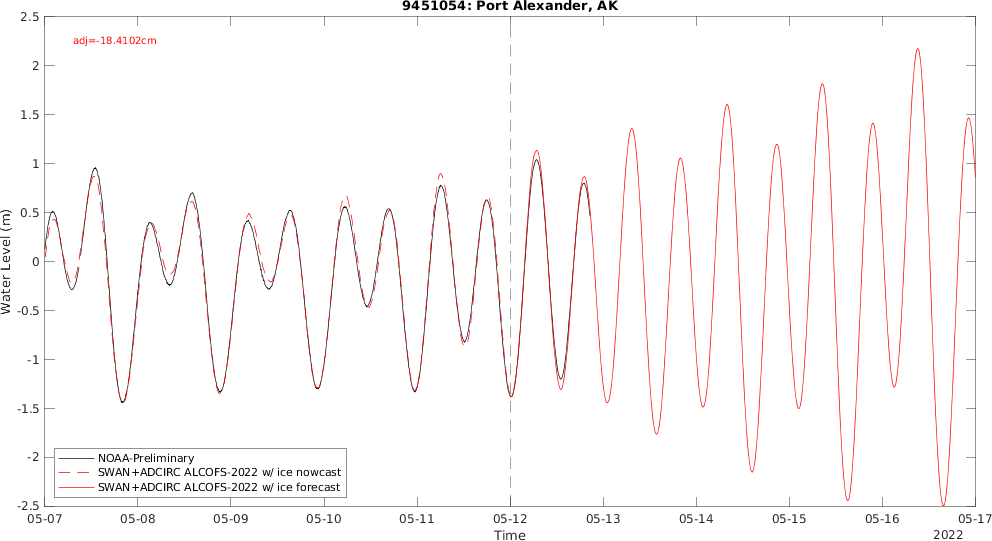 9451054: Port Alexander, AK
adj=-18.4102cm
Water Level (m)
2.5
2
1.5
1
0.5
0
-0.5
-1
-1.5
-2
-2.5
NOAA-Preliminary
SWAN+ADCIRC ALCOFS-2022 w/ ice nowcast
SWAN+ADCIRC ALCOFS-2022 w/ ice forecast
05-07 05-08 05-09 05-10 05-11 05-12 05-13 05-14 05-15 05-16 05-17
Time
2022